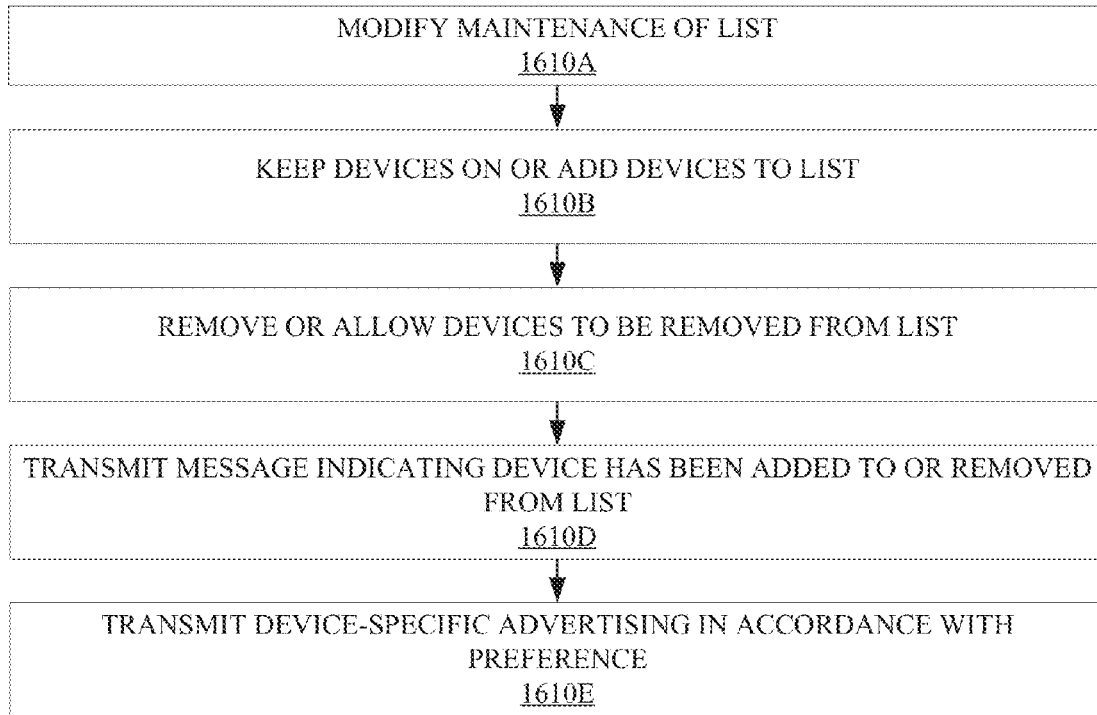 MODIFY MAINTENANCE OF LIST
1610A
KEEP DEVICES ON OR ADD DEVICES TO LIST
1610B
REMOVE OR ALLOW DEVICES TO BE REMOVED FROM LIST
1610C
TRANSMIT MESSAGE INDICATING DEVICE HAS BEEN ADDED TO OR REMOVED
FROM LIST
1610D
TRANSMIT DEVICE-SPECIFIC ADVERTISING IN ACCORDANCE WITH
PREFERENCE
1610E